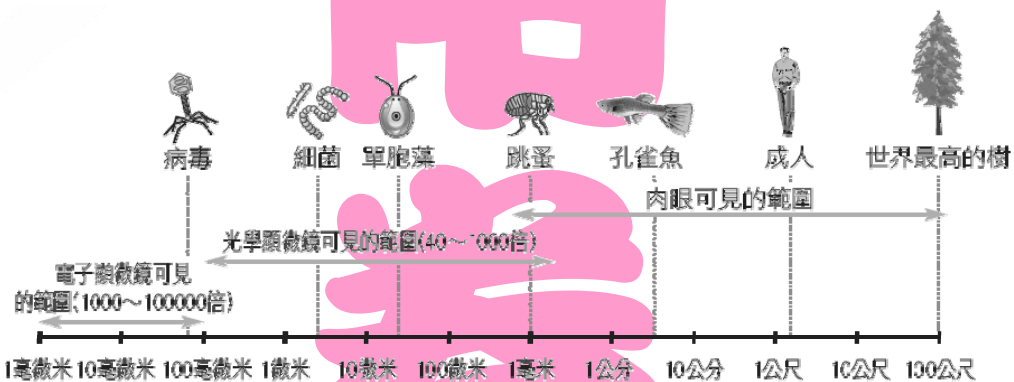 病毒 細菌 單胞藻 跳蚤 孔雀魚 成人 世界最高的樹
肉眼可見的範圍
光學顯微鏡可見的範圍(40～1000倍)
電子顯微鏡可見
的範圍(1000～100000倍)
1毫微米 10毫微米 100毫微米 1微米 10微米 100微米 1毫米 1公分 10公分 1公尺 10公尺 100公尺